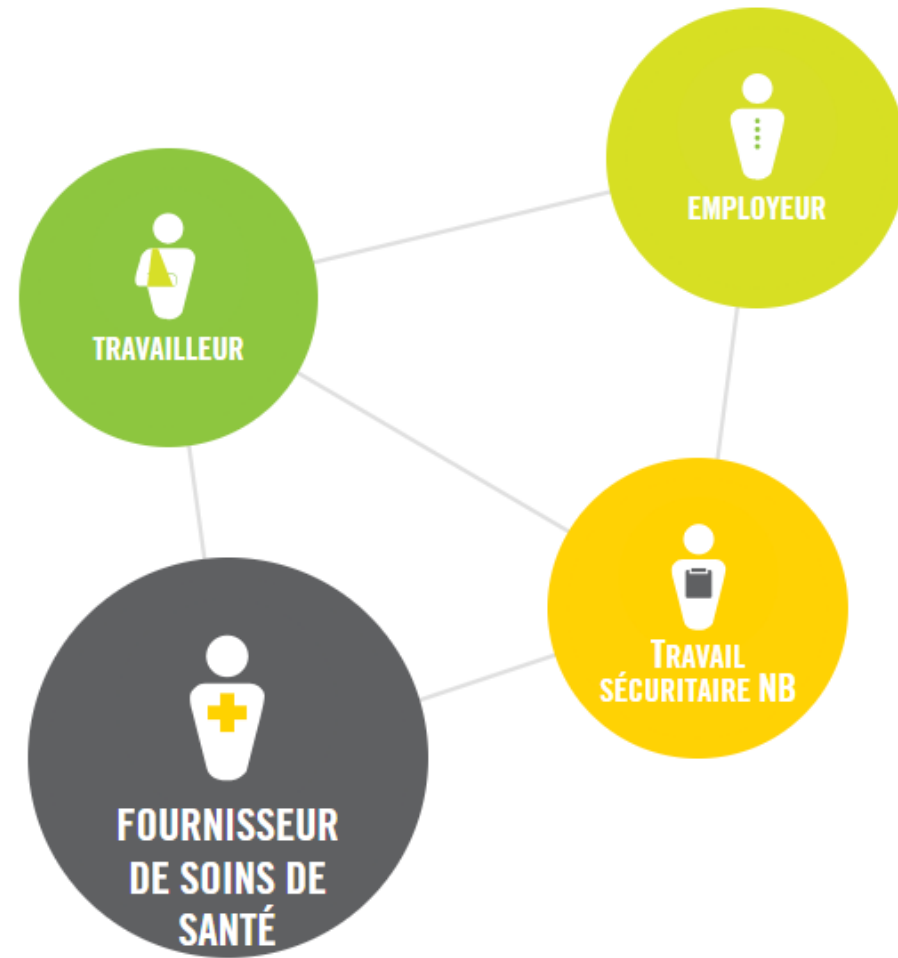 EMPLOYEUR
TRAVAILLEUR
TRAVAIL
SÉCURITAIRE NB
FOURNISSEUR
DE SOINS DE
SANTÉ